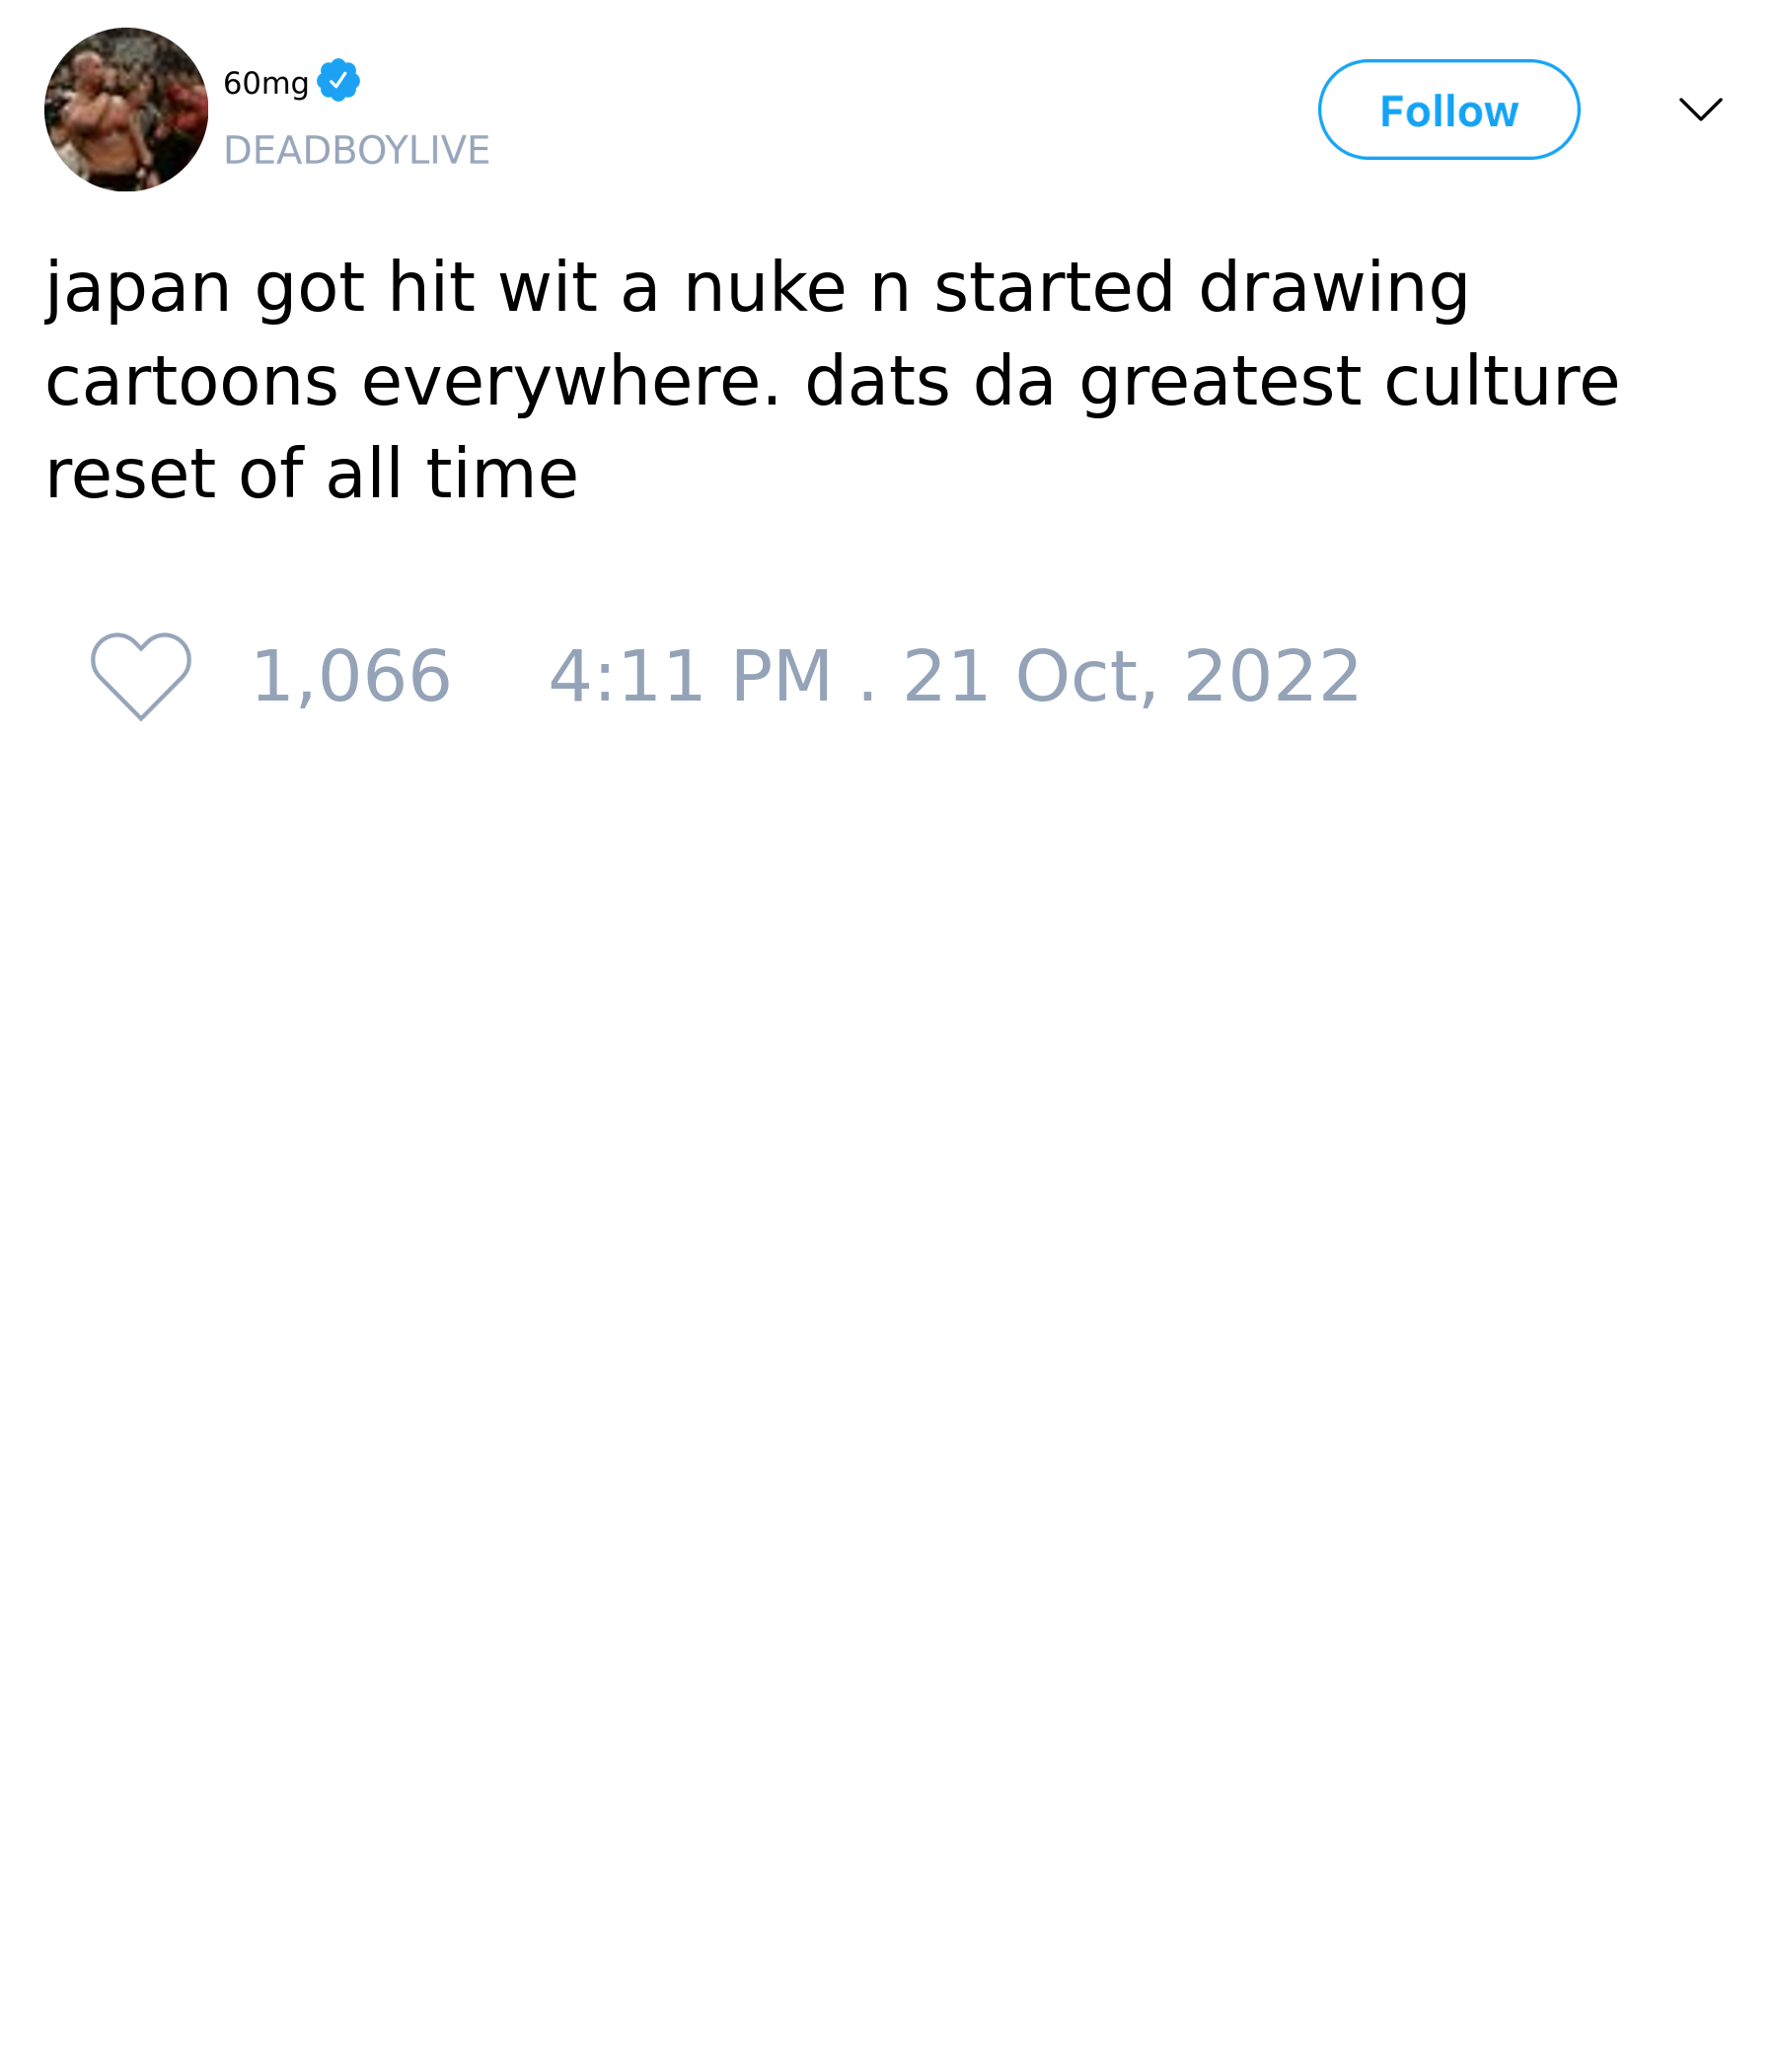 60mg
DEADBOYLIVE
Follow
japan got hit wit a nuke n started drawing
cartoons everywhere. dats da greatest culture
reset of all time
1,066 4:11 PM . 21 Oct, 2022